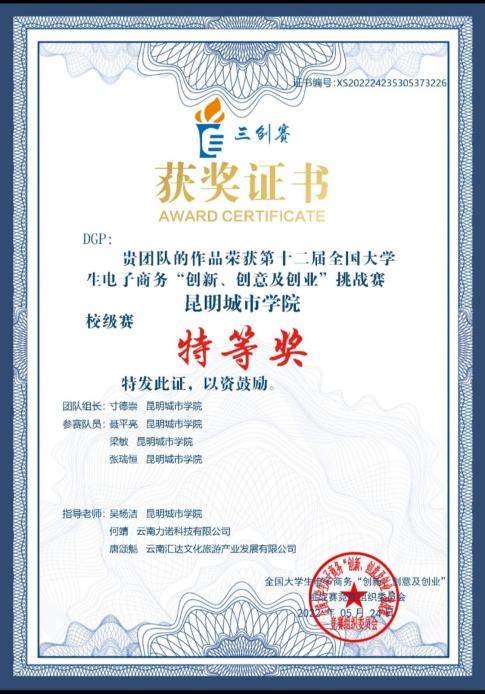 证书编号:XS202224235305373226
三创赛
获奖证书
AWARD CERTIFICATE
DGP:
贵团队的作品荣获第十二届全国大学
生电子商务“创新、创意及创业”挑战赛
昆明城市学院
校级赛
特等奖
特发此证，以资鼓励。
团队组长：寸德崇 昆明城市学院
参赛队员：聂平亮 昆明城市学院
梁敏 昆明城市学院
张瑞恒 昆明城市学院
指导老师：吴杨洁 昆明城市学院
何婧 云南力诺科技有限公司
唐颂魁 云南汇达文化旅游产业发展有限公司
全国大学生电子商务“创新、创意及创业”
挑战赛竞赛组织委员会
2022年 05月 24日
竞赛组织委员会